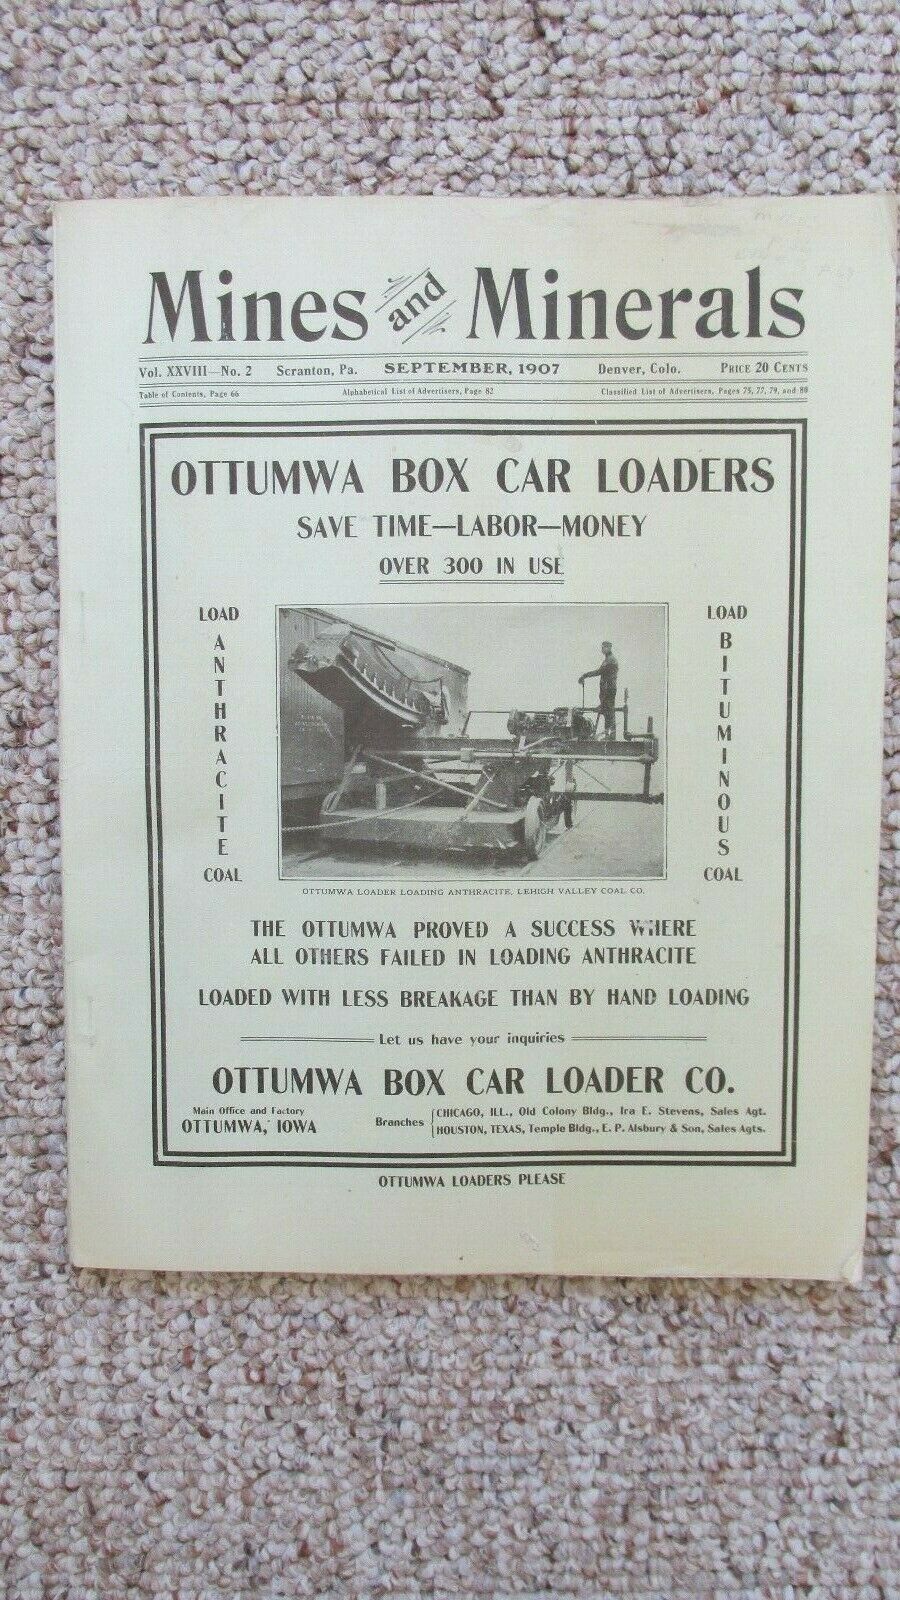 Mines and Minerals
Vol. XXVIII—No. 2 Scranton, Pa. SEPTEMBER, 1907 Denver, Colo. PRICE 20 CENTS
Table of Contents, Page 66 Alphabetical List of Advertisers, Page 82 Classified List of Advertisers, Pages 75, 77, 79, and 80
OTTUMWA BOX CAR LOADERS
SAVE TIME—LABOR—MONEY
OVER 300 IN USE
LOAD
ANTHRACITE
COAL
LOAD
BITUMINOUS
COAL
OTTUMWA LOADER LOADING ANTHRACITE, LEHIGH VALLEY COAL CO.
THE OTTUMWA PROVED A SUCCESS WHERE
ALL OTHERS FAILED IN LOADING ANTHRACITE
LOADED WITH LESS BREAKAGE THAN BY HAND LOADING
Let us have your inquiries
OTTUMWA BOX CAR LOADER CO.
Main Office and Factory
OTTUMWA, IOWA
Branches
CHICAGO, ILL., Old Colony Bldg., Ira E. Stevens, Sales Agt.
HOUSTON, TEXAS, Temple Bldg., E. P. Alsbury & Son, Sales Agts.
OTTUMWA LOADERS PLEASE